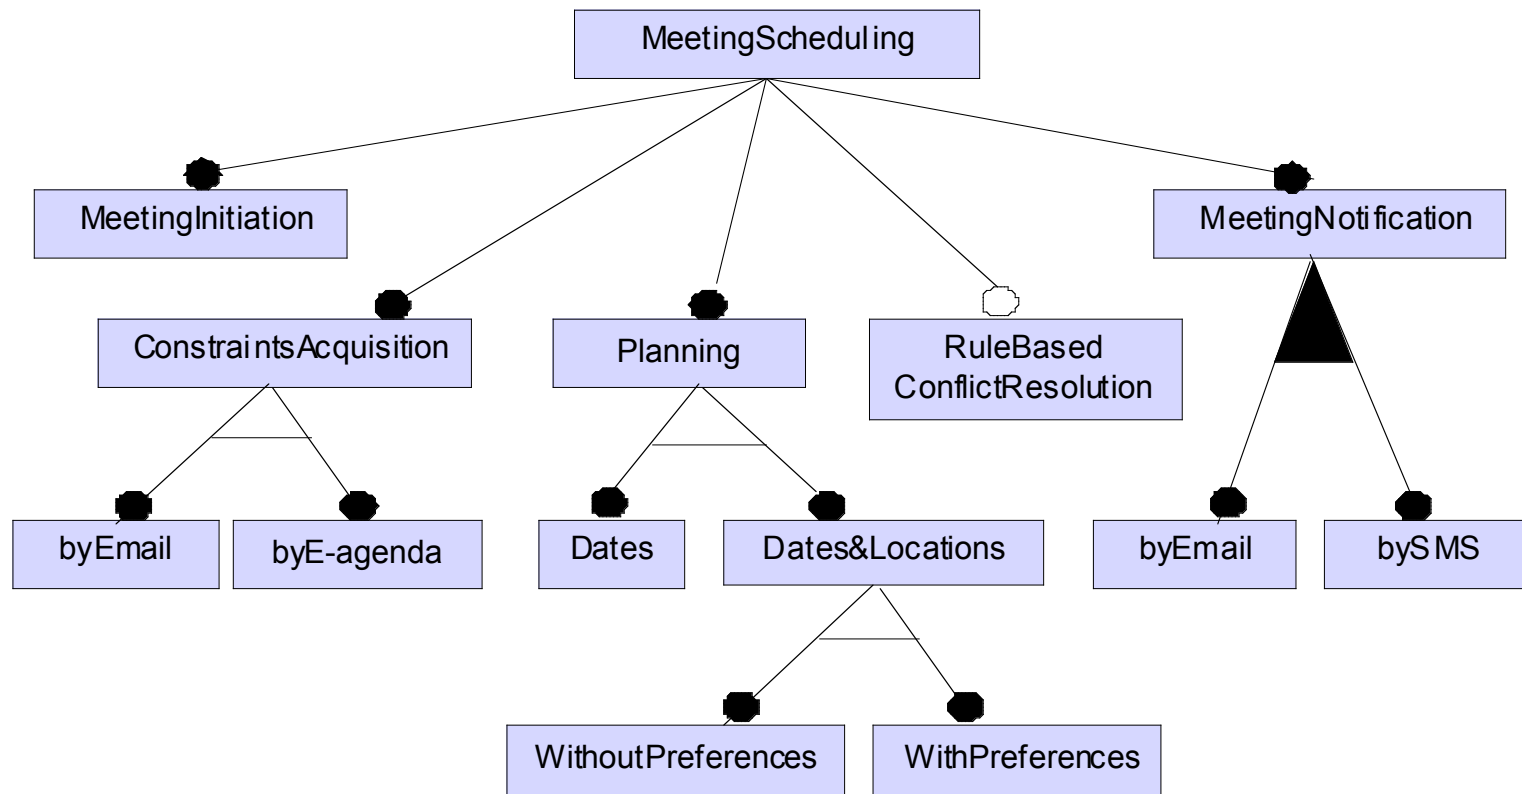 MeetingScheduling
MeetingInitiation
MeetingNotification
ConstraintsAcquisition
Planning
RuleBased
ConflictResolution
byEmail
byE-agenda
Dates
Dates&Locations
byEmail
bySMS
WithoutPreferences
WithPreferences